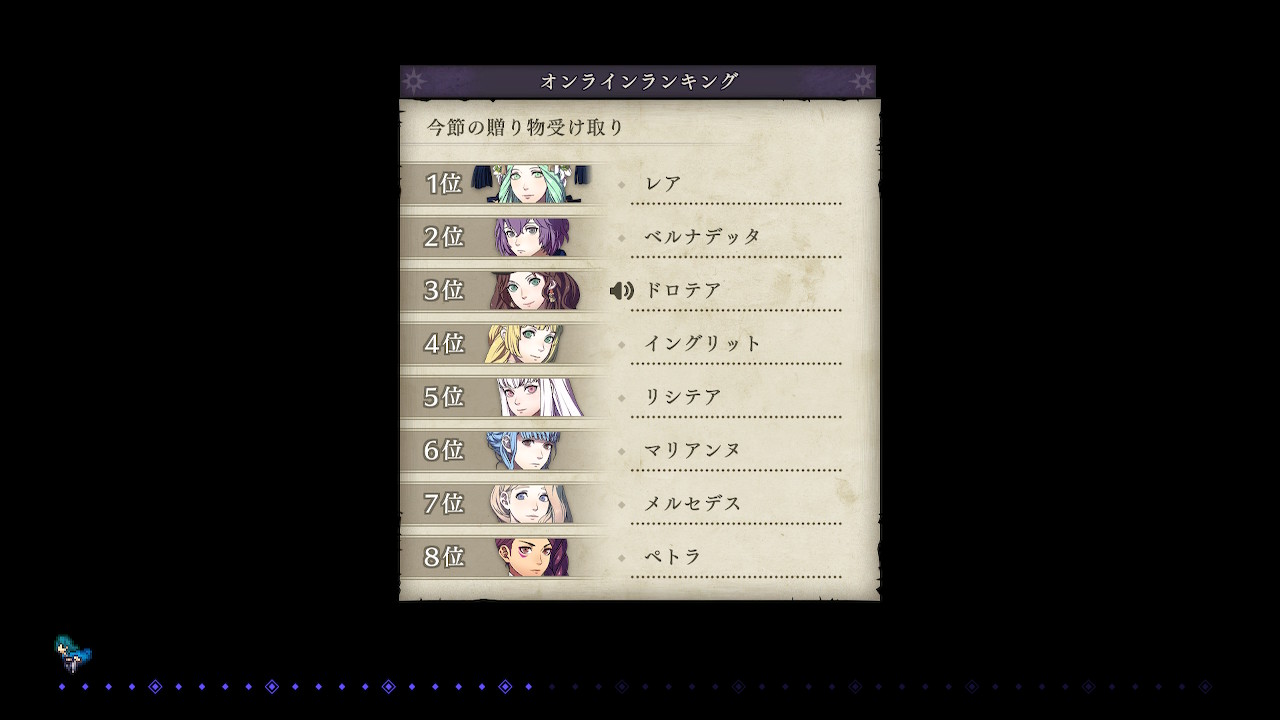 オンラインランキング
今節の贈り物受け取り
1位 レア
2位 ベルナデッタ
3位 ドロテア
4位 イングリット
5位 リシテア
6位 マリアンヌ
7位 メルセデス
8位 ペトラ